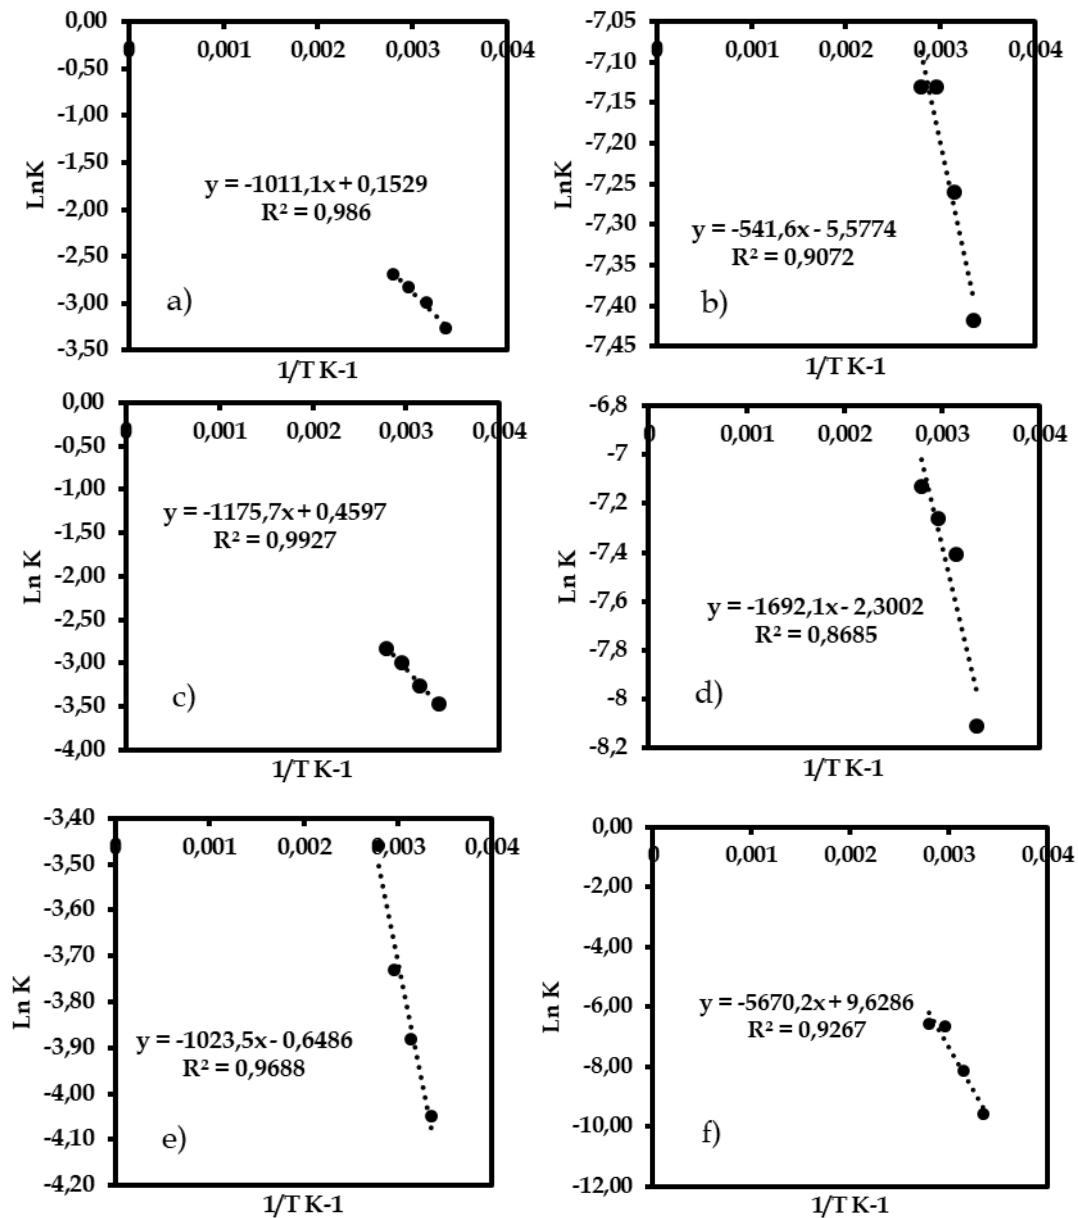 a)
0,00
-0,50
-1,00
-1,50
-2,00
-2,50
-3,00
-3,50
0 0,001 0,002 0,003 0,004
LnK
y = -1011,1x + 0,1529
R² = 0,986
1/T K-1
b)
-7,05
-7,10
-7,15
-7,20
-7,25
-7,30
-7,35
-7,40
-7,45
0 0,001 0,002 0,003 0,004
LnK
y = -541,6x - 5,5774
R² = 0,9072
1/T K-1
c)
0,00
-0,50
-1,00
-1,50
-2,00
-2,50
-3,00
-3,50
-4,00
0 0,001 0,002 0,003 0,004
Ln K
y = -1175,7x + 0,4597
R² = 0,9927
1/T K-1
d)
-6,8
-7
-7,2
-7,4
-7,6
-7,8
-8
-8,2
0 0,001 0,002 0,003 0,004
Ln K
y = -1692,1x - 2,3002
R² = 0,8685
1/T K-1
e)
-3,40
-3,50
-3,60
-3,70
-3,80
-3,90
-4,00
-4,10
-4,20
0 0,001 0,002 0,003 0,004
Ln K
y = -1023,5x - 0,6486
R² = 0,9688
1/T K-1
f)
0,00
-2,00
-4,00
-6,00
-8,00
-10,00
-12,00
0 0,001 0,002 0,003 0,004
Ln K
y = -5670,2x + 9,6286
R² = 0,9267
1/T K-1